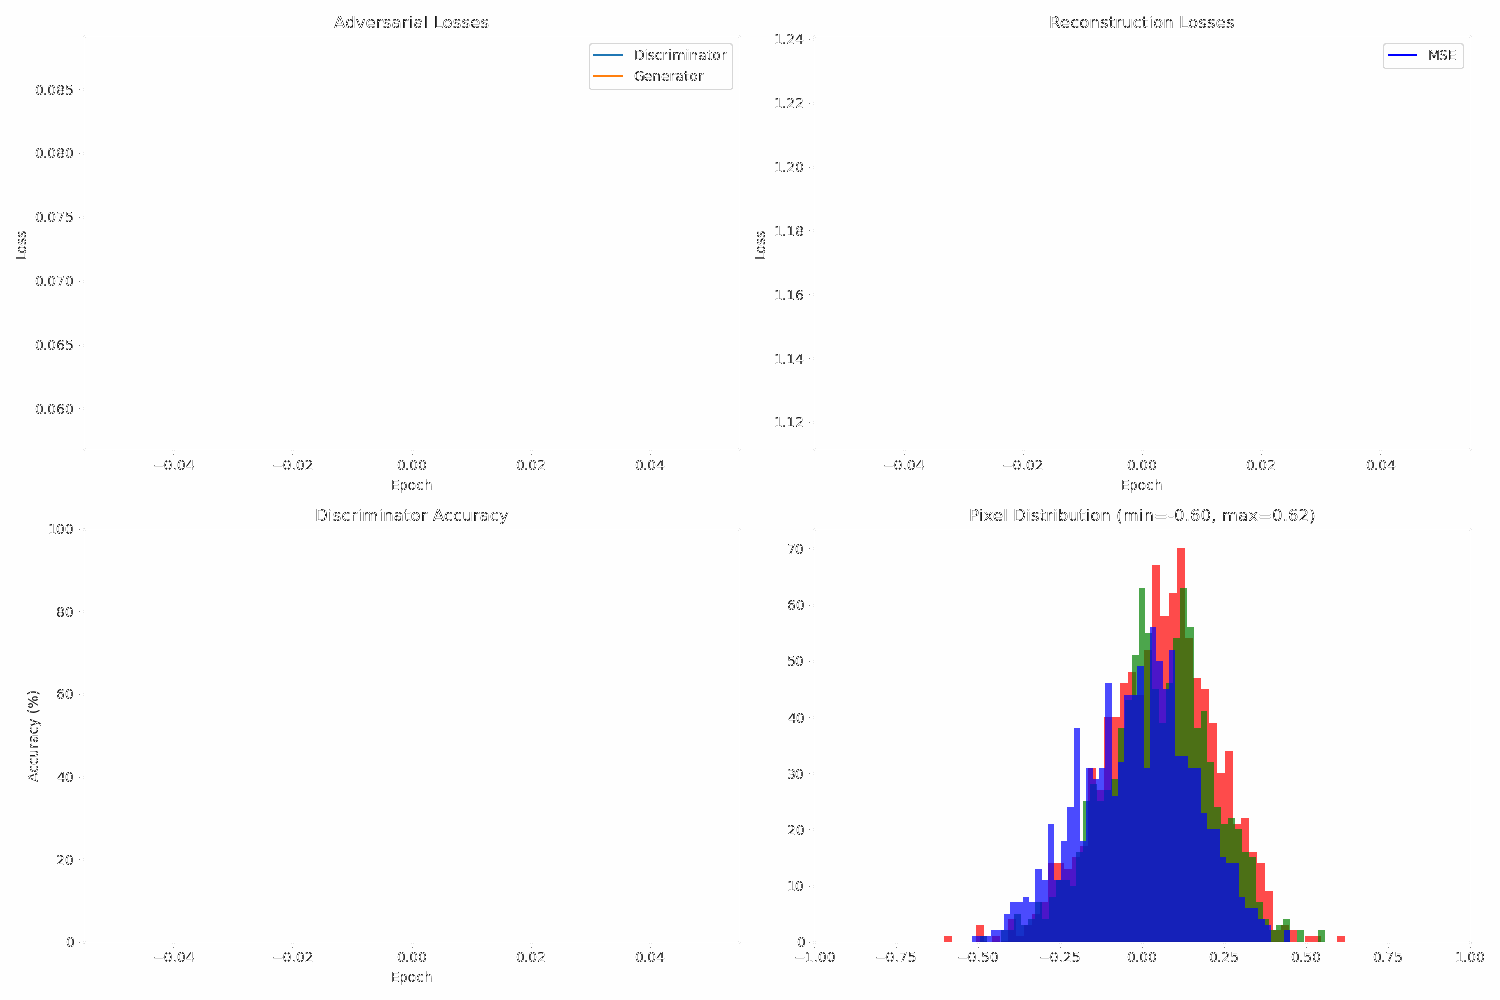 Adversarial Losses
Discriminator
Generator
0.085
0.080
0.075
0.070
0.065
0.060
Loss
−0.04 −0.02 0.00 0.02 0.04
Epoch
Reconstruction Losses
MSE
1.24
1.22
1.20
1.18
1.16
1.14
1.12
Loss
−0.04 −0.02 0.00 0.02 0.04
Epoch
Discriminator Accuracy
100
80
60
40
20
0
Accuracy (%)
−0.04 −0.02 0.00 0.02 0.04
Epoch
Pixel Distribution (min=-0.60, max=0.62)
70
60
50
40
30
20
10
0
−1.00 −0.75 −0.50 −0.25 0.00 0.25 0.50 0.75 1.00